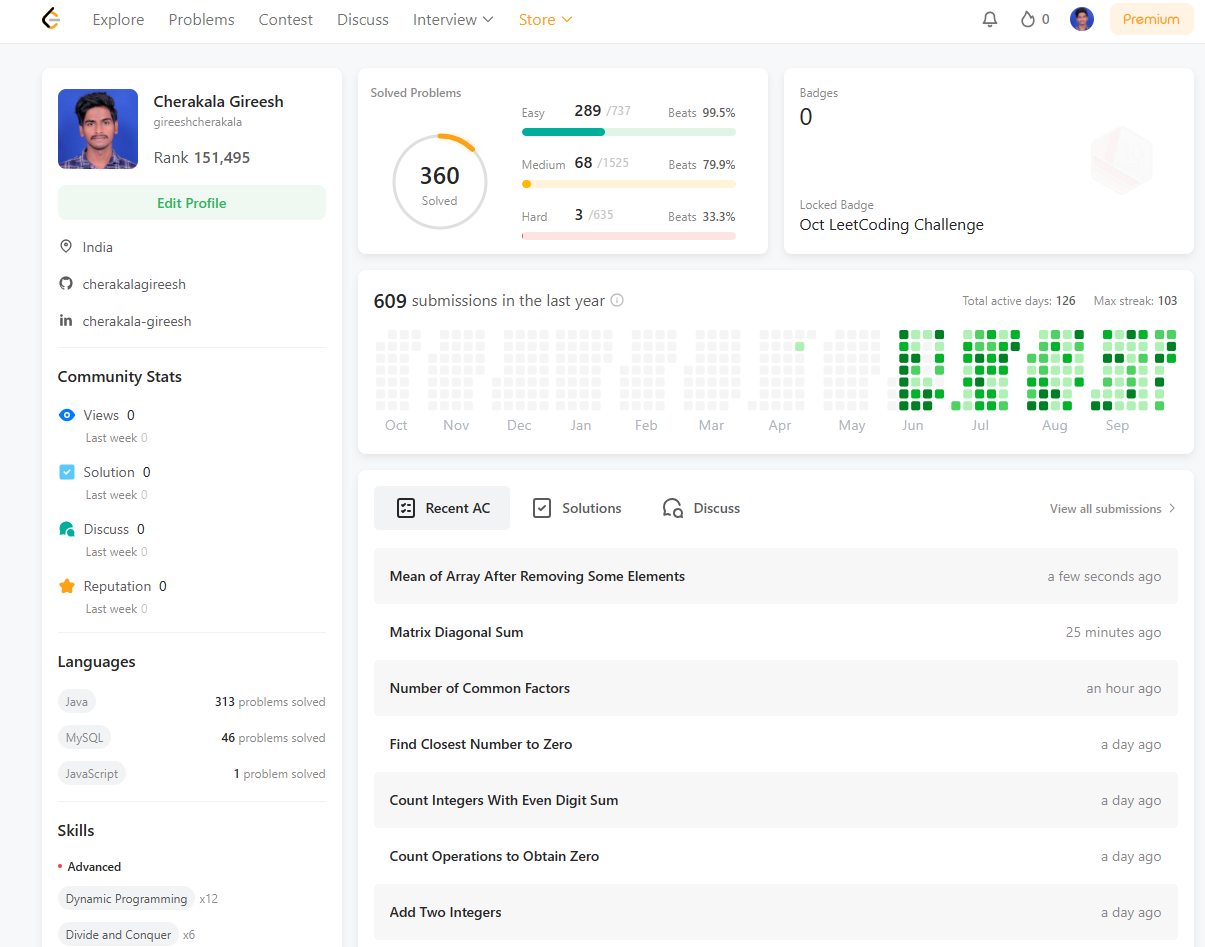 Explore Problems Contest Discuss Interview Store 0 Premium
Cherakala Gireesh
gireeshcherakala
Rank 151,495
Edit Profile
India
cherakalagireesh
cherakala-gireesh
Community Stats
Views 0
Last week 0
Solution 0
Last week 0
Discuss 0
Last week 0
Reputation 0
Last week 0
Languages
Java 313 problems solved
MySQL 46 problems solved
JavaScript 1 problem solved
Skills
Advanced
Dynamic Programming x12
Divide and Conquer x6
Solved Problems
360
Solved
Easy 289 /737 Beats 99.5%
Medium 68 /1525 Beats 79.9%
Hard 3 /635 Beats 33.3%
Badges
0
Locked Badge
Oct LeetCoding Challenge
609 submissions in the last year Total active days: 126 Max streak: 103
Oct Nov Dec Jan Feb Mar Apr May Jun Jul Aug Sep
Recent AC Solutions Discuss View all submissions
Mean of Array After Removing Some Elements a few seconds ago
Matrix Diagonal Sum 25 minutes ago
Number of Common Factors an hour ago
Find Closest Number to Zero a day ago
Count Integers With Even Digit Sum a day ago
Count Operations to Obtain Zero a day ago
Add Two Integers a day ago